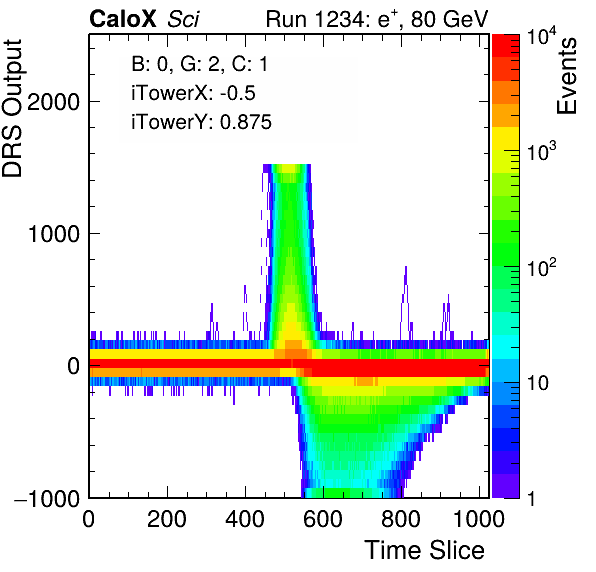 CaloX Sci Run 1234: e⁺, 80 GeV
B: 0, G: 2, C: 1
iTowerX: -0.5
iTowerY: 0.875
DRS Output
2000
1000
0
−1000
0 200 400 600 800 1000
Time Slice
Events
10⁴
10³
10²
10
1